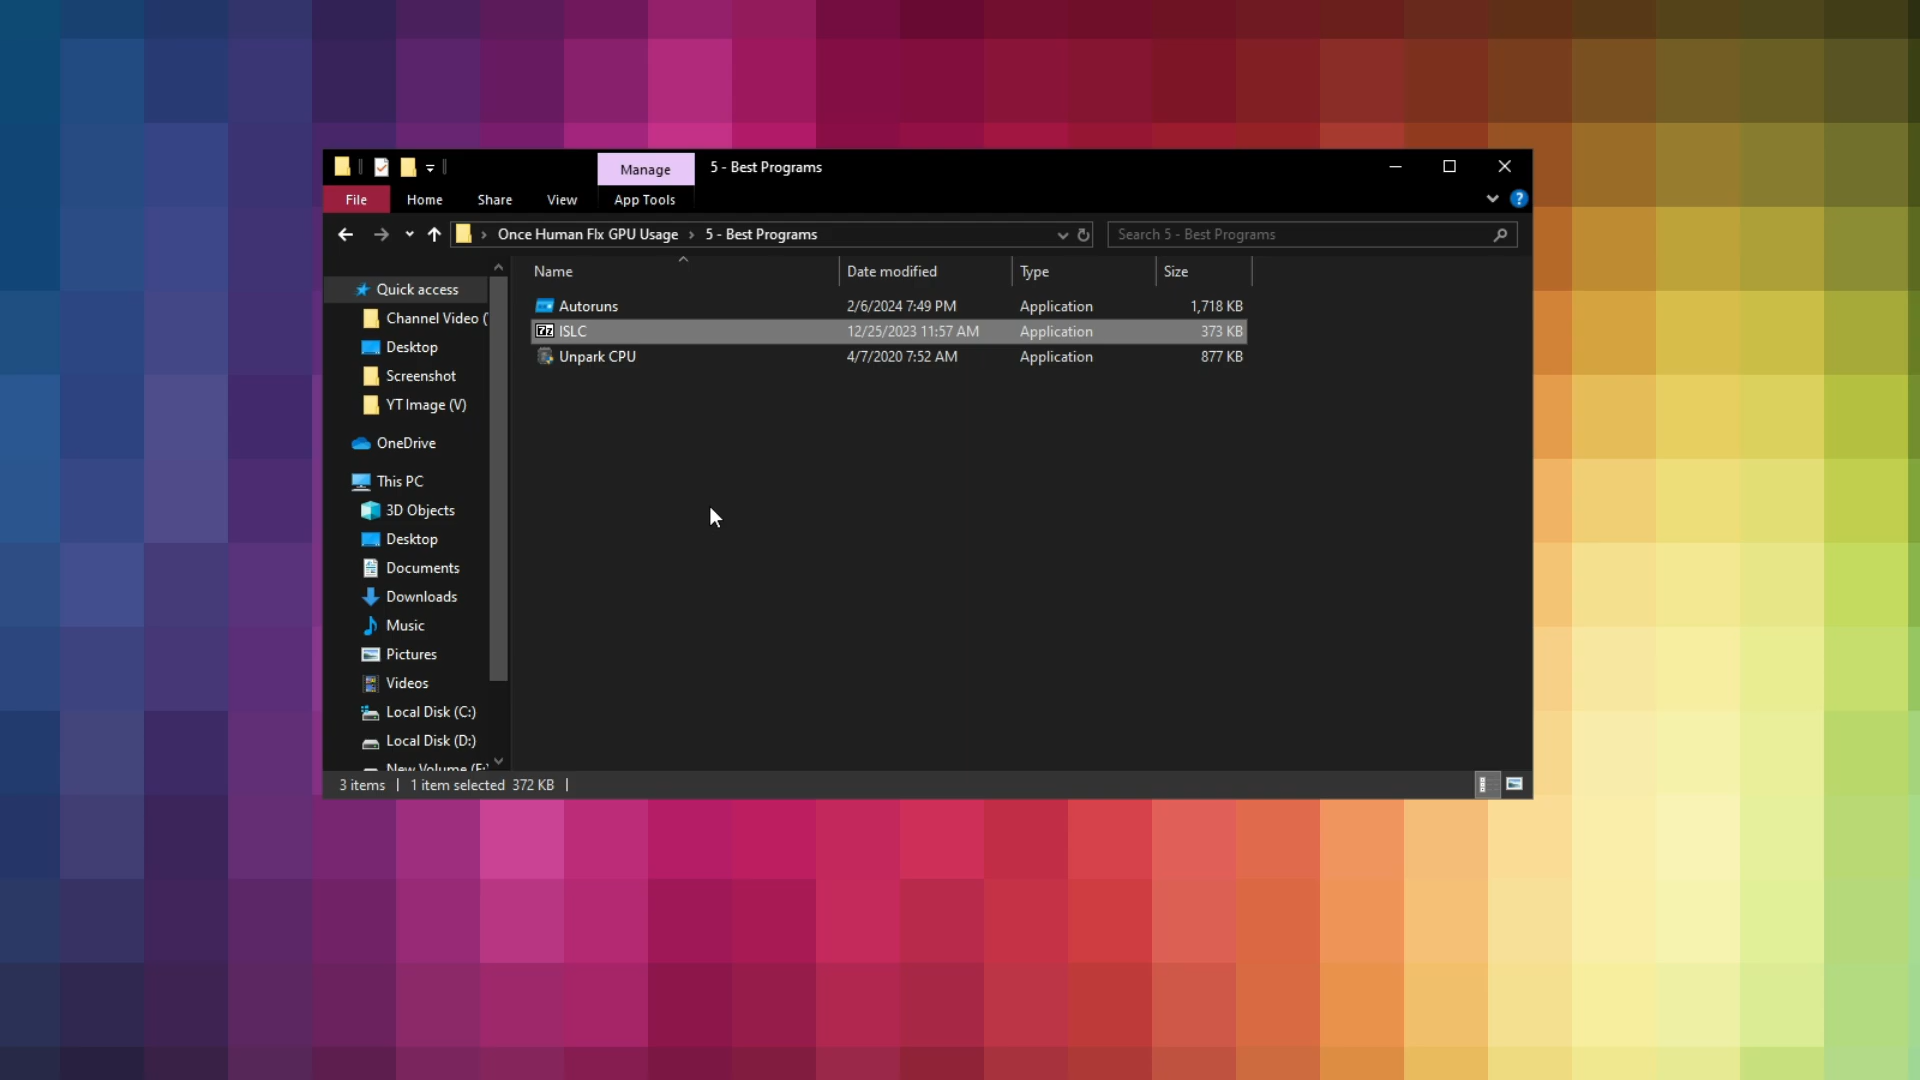 Manage
5 - Best Programs
File
Home
Share
View
App Tools
?
Once Human FIx GPU Usage › 5 - Best Programs
Search 5 - Best Programs
Name
Date modified
Type
Size
Quick access
Channel Video (
Desktop
Screenshot
YT Image (V)
OneDrive
This PC
3D Objects
Desktop
Documents
Downloads
Music
Pictures
Videos
Local Disk (C:)
Local Disk (D:)
New Volume (E:)
Autoruns 2/6/2024 7:49 PM Application 1,718 KB
7z ISLC 12/25/2023 11:57 AM Application 373 KB
Unpark CPU 4/7/2020 7:52 AM Application 877 KB
3 items 1 item selected 372 KB